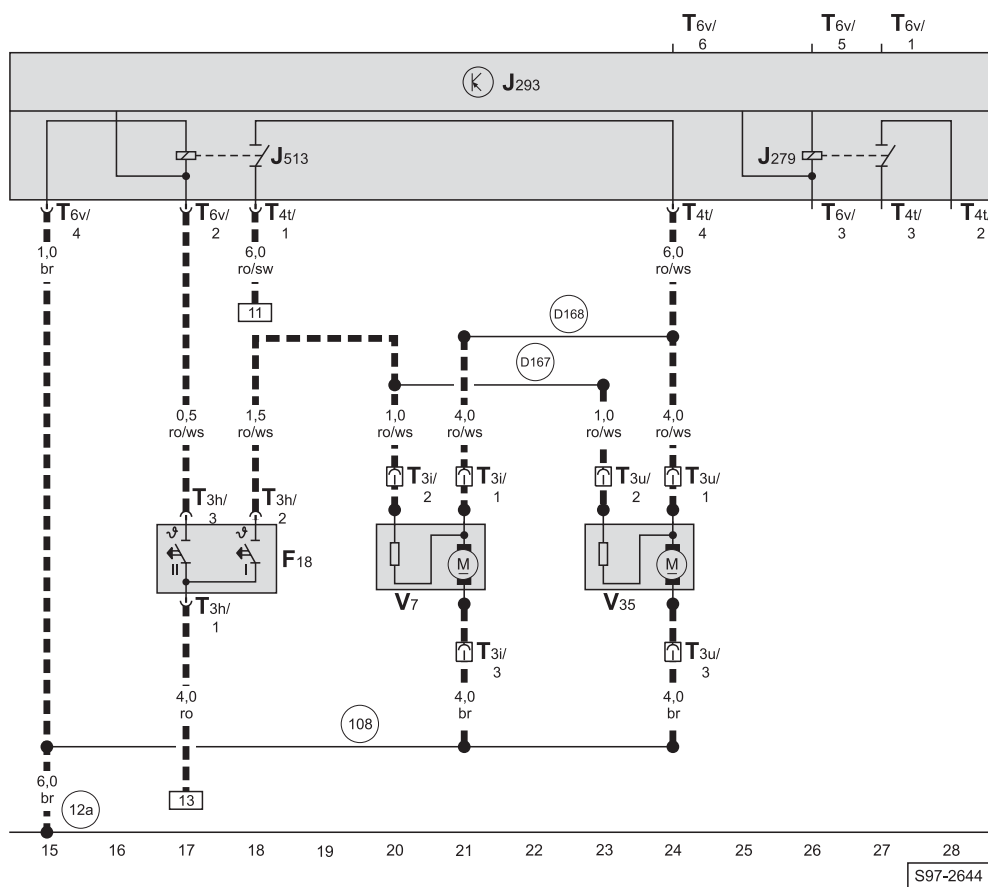 T6v/ 6
T6v/ 5
T6v/ 1
J293
J513
J279
T6v/ 4
T6v/ 2
T4t/ 1
T4t/ 4
T6v/ 3
T4t/ 3
T4t/ 2
1,0 br
6,0 ro/sw
6,0 ro/ws
11
D168
D167
0,5 ro/ws
1,5 ro/ws
1,0 ro/ws
4,0 ro/ws
1,0 ro/ws
4,0 ro/ws
T3i/ 2
T3i/ 1
T3u/ 2
T3u/ 1
T3h/ 3
T3h/ 2
ϑ
ϑ
II
I
F18
M
M
V7
V35
T3h/ 1
T3i/ 3
T3u/ 3
4,0 ro
4,0 br
4,0 br
108
6,0 br
12a
13
15 16 17 18 19 20 21 22 23 24 25 26 27 28
S97-2644